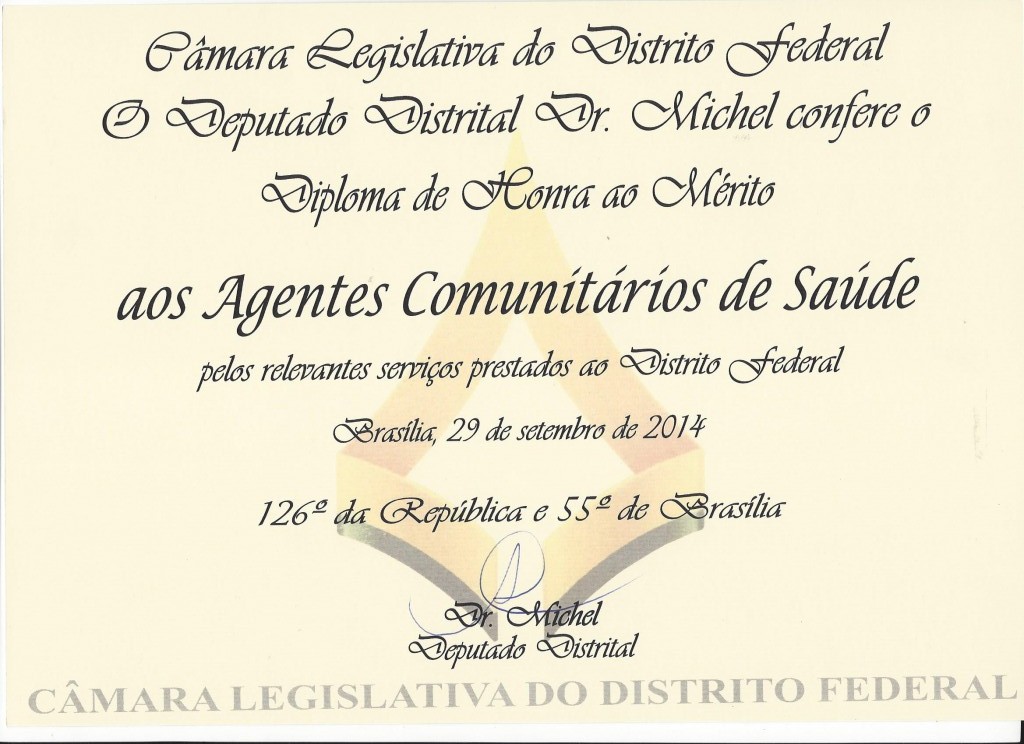 Câmara Legislativa do Distrito Federal
O Deputado Distrital Dr. Michel confere o
Diploma de Honra ao Mérito
aos Agentes Comunitários de Saúde
pelos relevantes serviços prestados ao Distrito Federal
Brasília, 29 de setembro de 2014
126º da República e 55º de Brasília
Dr. Michel
Deputado Distrital
CÂMARA LEGISLATIVA DO DISTRITO FEDERAL